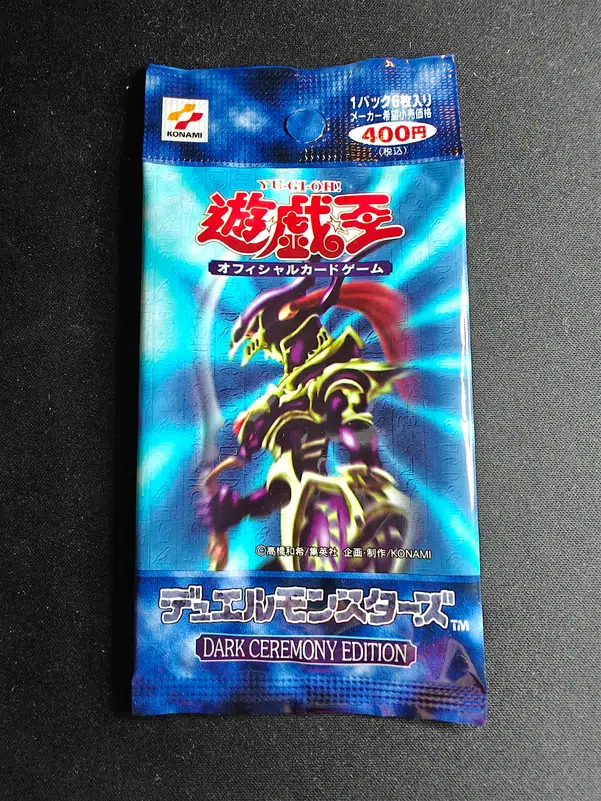 KONAMI
1パック6枚入り
メーカー希望小売価格
400円
(税込)
YU-GI-OH!
遊戯王
オフィシャルカードゲーム
©高橋和希/集英社 企画・制作/KONAMI
デュエルモンスターズ™
DARK CEREMONY EDITION